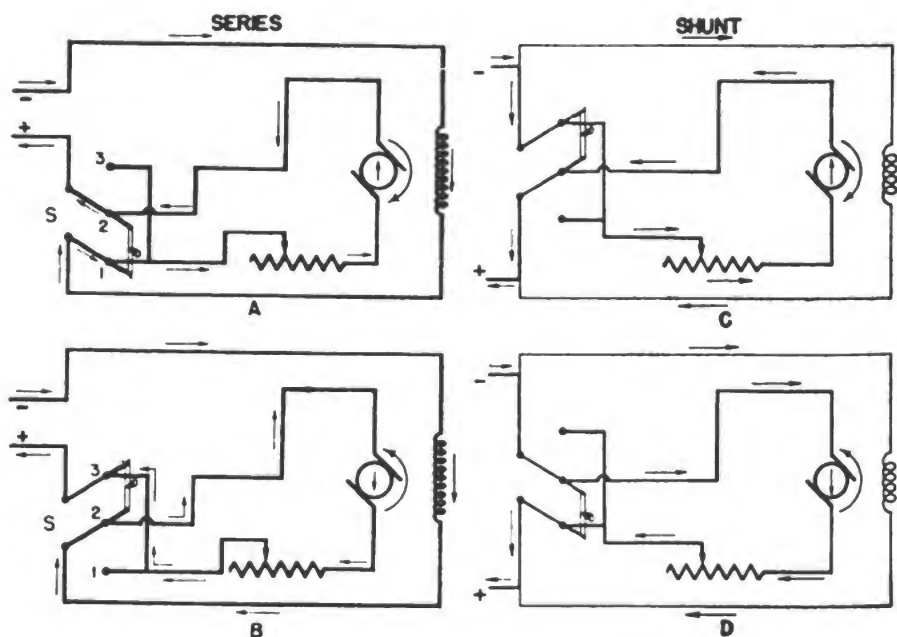 SERIES
SHUNT
-
+
3
S
2
1
A
-
+
C
-
+
3
S
2
1
B
-
+
D